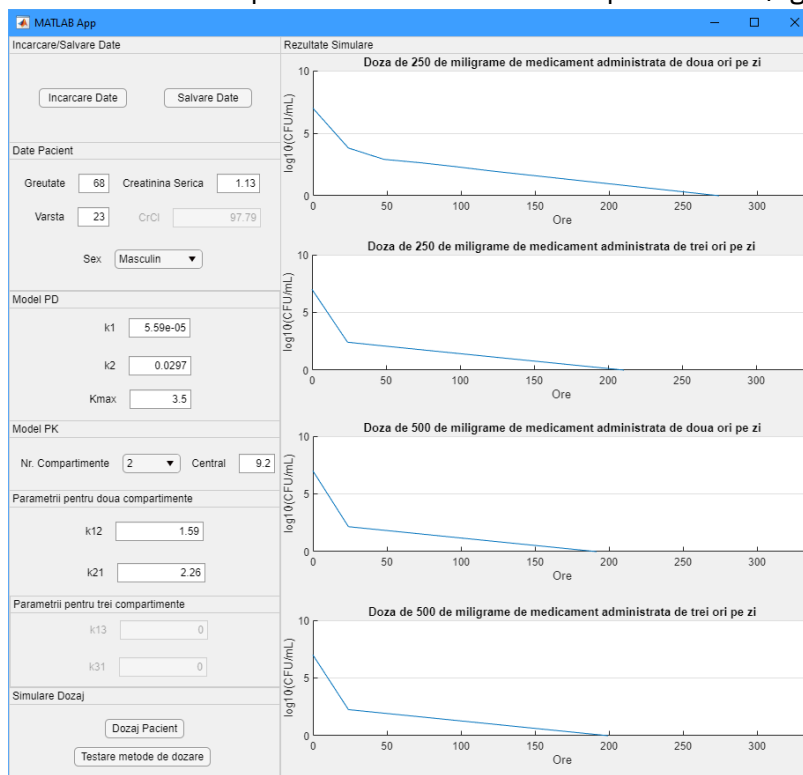 MATLAB App
Incarcare/Salvare Date
Incarcare Date Salvare Date
Date Pacient
Greutate 68 Creatinina Serica 1.13
Varsta 23 CrCl 97.79
Sex Masculin
Model PD
k1 5.59e-05
k2 0.0297
Kmax 3.5
Model PK
Nr. Compartimente 2 Central 9.2
Parametrii pentru doua compartimente
k12 1.59
k21 2.26
Parametrii pentru trei compartimente
k13 0
k31 0
Simulare Dozaj
Dozaj Pacient
Testare metode de dozare
Rezultate Simulare
Doza de 250 de miligrame de medicament administrata de doua ori pe zi
log10(CFU/mL)
10
5
0
0 50 100 150 200 250 300
Ore
Doza de 250 de miligrame de medicament administrata de trei ori pe zi
log10(CFU/mL)
10
5
0
0 50 100 150 200 250 300
Ore
Doza de 500 de miligrame de medicament administrata de doua ori pe zi
log10(CFU/mL)
10
5
0
0 50 100 150 200 250 300
Ore
Doza de 500 de miligrame de medicament administrata de trei ori pe zi
log10(CFU/mL)
10
5
0
0 50 100 150 200 250 300
Ore